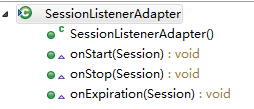 SessionListenerAdapter
SessionListenerAdapter()
onStart(Session) : void
onStop(Session) : void
onExpiration(Session) : void